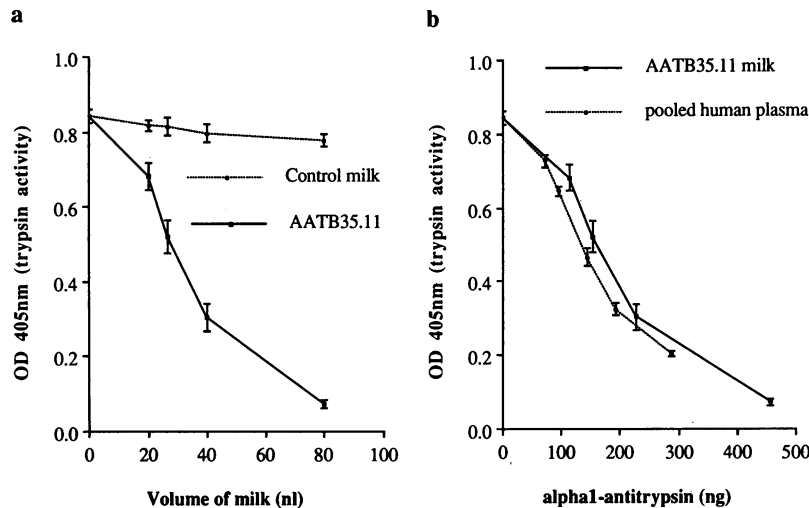 a
OD 405nm (trypsin activity)
1.0
0.8
0.6
0.4
0.2
0.0
Control milk
AATB35.11
0 20 40 60 80 100
Volume of milk (nl)
b
OD 405nm (trypsin activity)
1.0
0.8
0.6
0.4
0.2
0.0
AATB35.11 milk
pooled human plasma
0 100 200 300 400 500
alpha1-antitrypsin (ng)